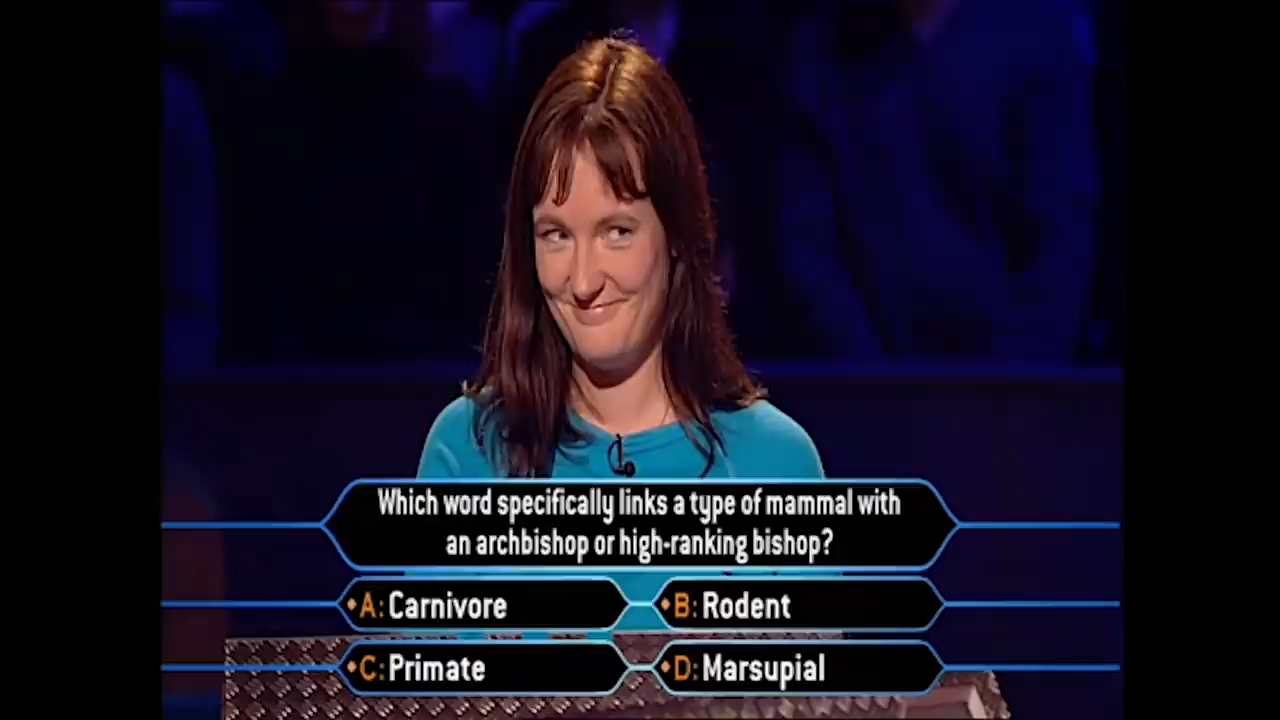 Which word specifically links a type of mammal with
an archbishop or high-ranking bishop?
A: Carnivore
B: Rodent
C: Primate
D: Marsupial